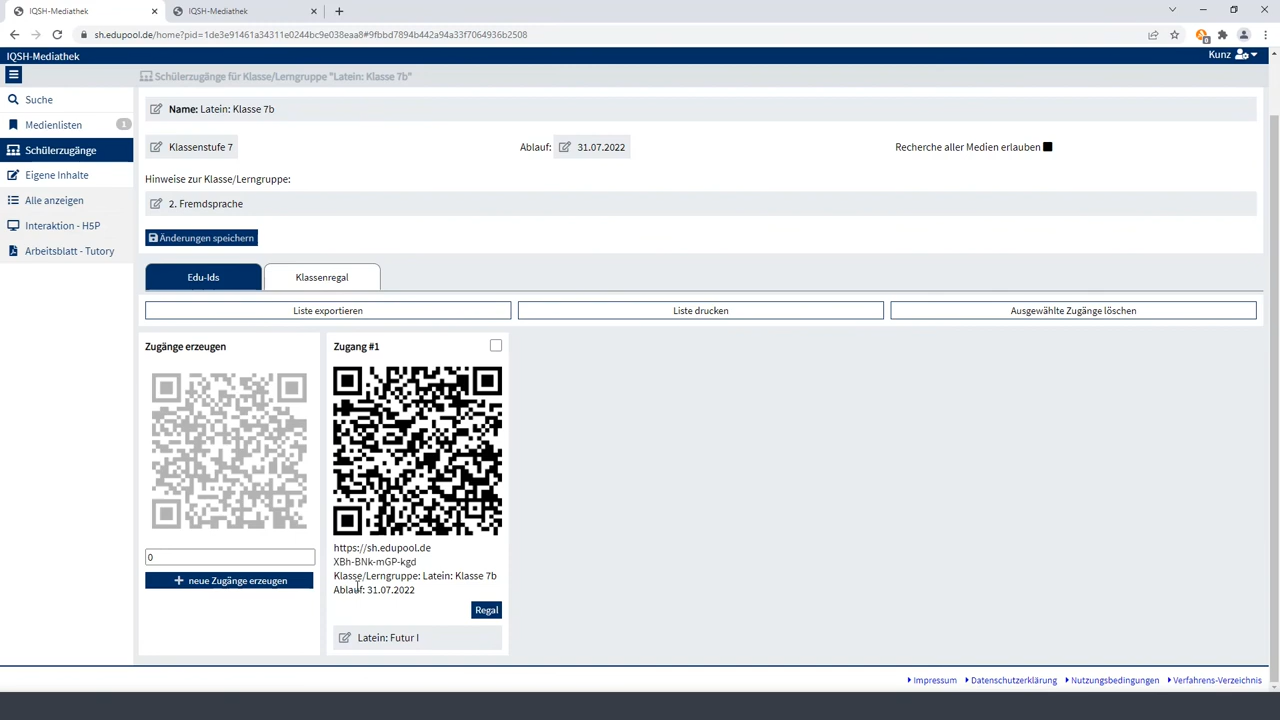 IQSH-Mediathek
IQSH-Mediathek
sh.edupool.de/home?pid=1de3e91461a34311e0244bc9e038eaa8#9fbbd7894b442a94a33f7064936b2508
IQSH-Mediathek
Kunz
Schülerzugänge für Klasse/Lerngruppe "Latein: Klasse 7b"
Suche
Medienlisten 1
Schülerzugänge
Eigene Inhalte
Alle anzeigen
Interaktion - H5P
Arbeitsblatt - Tutory
Name: Latein: Klasse 7b
Klassenstufe 7
Ablauf: 31.07.2022
Recherche aller Medien erlauben
Hinweise zur Klasse/Lerngruppe:
2. Fremdsprache
Änderungen speichern
Edu-Ids
Klassenregal
Liste exportieren
Liste drucken
Ausgewählte Zugänge löschen
Zugänge erzeugen
0
neue Zugänge erzeugen
Zugang #1
https://sh.edupool.de
XBh-BNk-mGP-kgd
Klasse/Lerngruppe: Latein: Klasse 7b
Ablauf: 31.07.2022
Regal
Latein: Futur I
Impressum
Datenschutzerklärung
Nutzungsbedingungen
Verfahrens-Verzeichnis